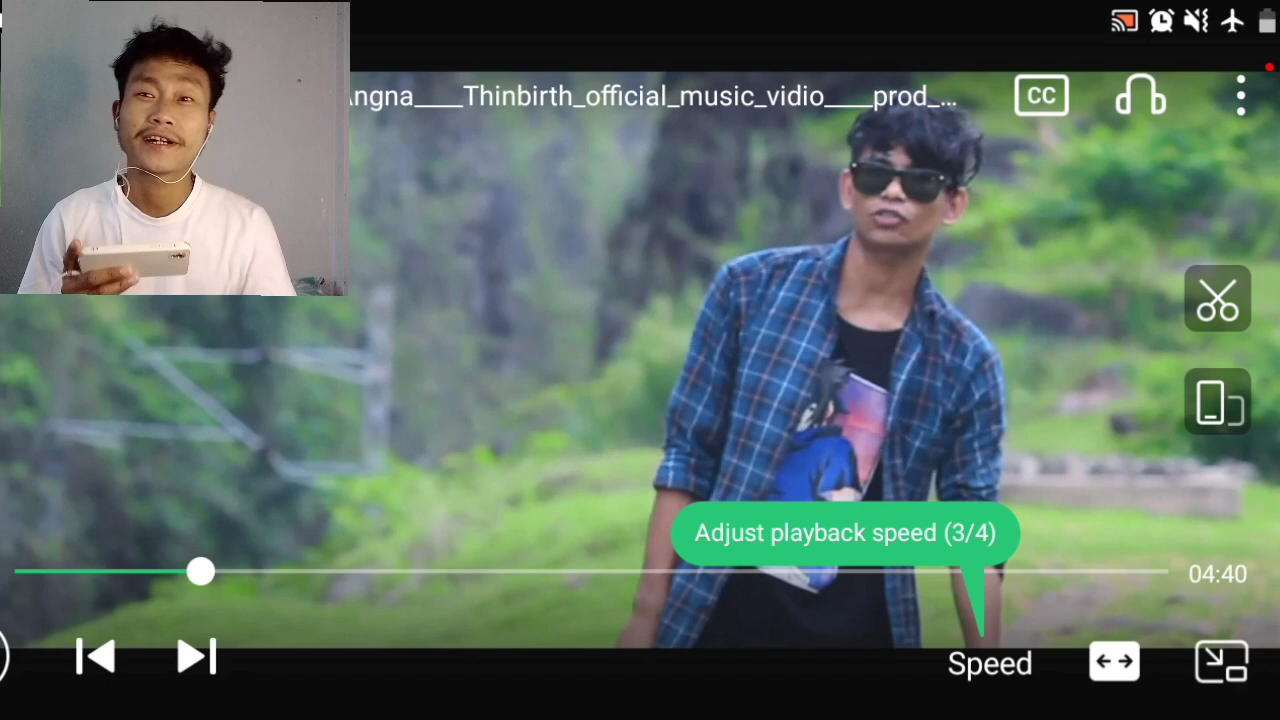 ngna____Thinbirth_official_music_vidio____prod_...
CC
Adjust playback speed (3/4)
04:40
Speed